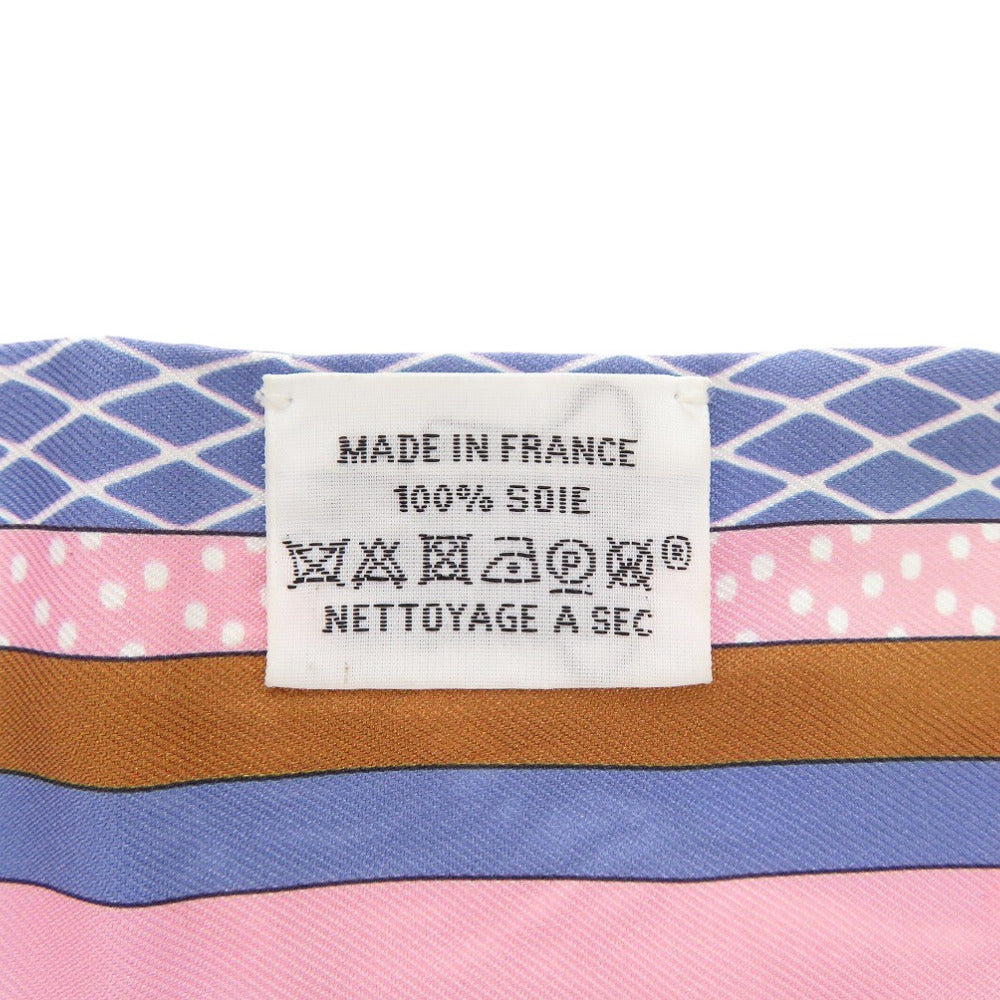 MADE IN FRANCE
100% SOIE
P ®
NETTOYAGE A SEC